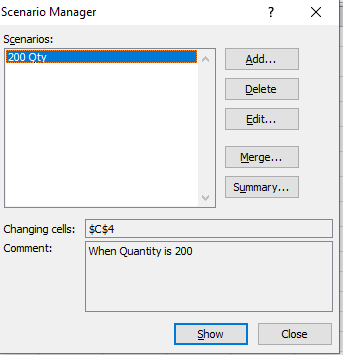 Scenario Manager
?
Scenarios:
200 Qty
Add...
Delete
Edit...
Merge...
Summary...
Changing cells:
$C$4
Comment:
When Quantity is 200
Show
Close